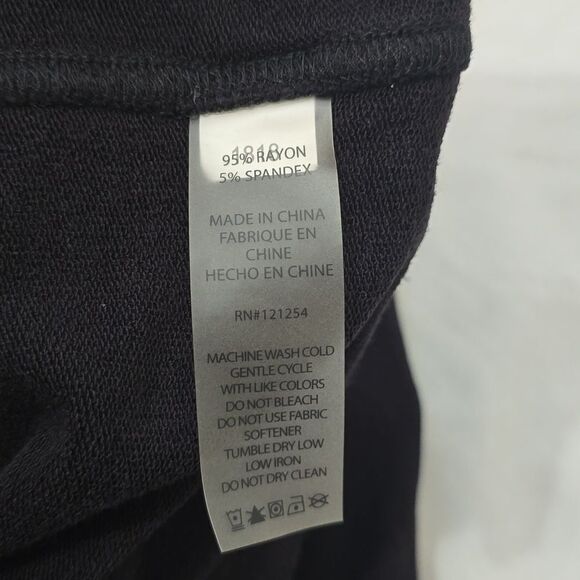 1818
95% RAYON
5% SPANDEX
MADE IN CHINA
FABRIQUE EN
CHINE
HECHO EN CHINE
RN#121254
MACHINE WASH COLD
GENTLE CYCLE
WITH LIKE COLORS
DO NOT BLEACH
DO NOT USE FABRIC
SOFTENER
TUMBLE DRY LOW
LOW IRON
DO NOT DRY CLEAN